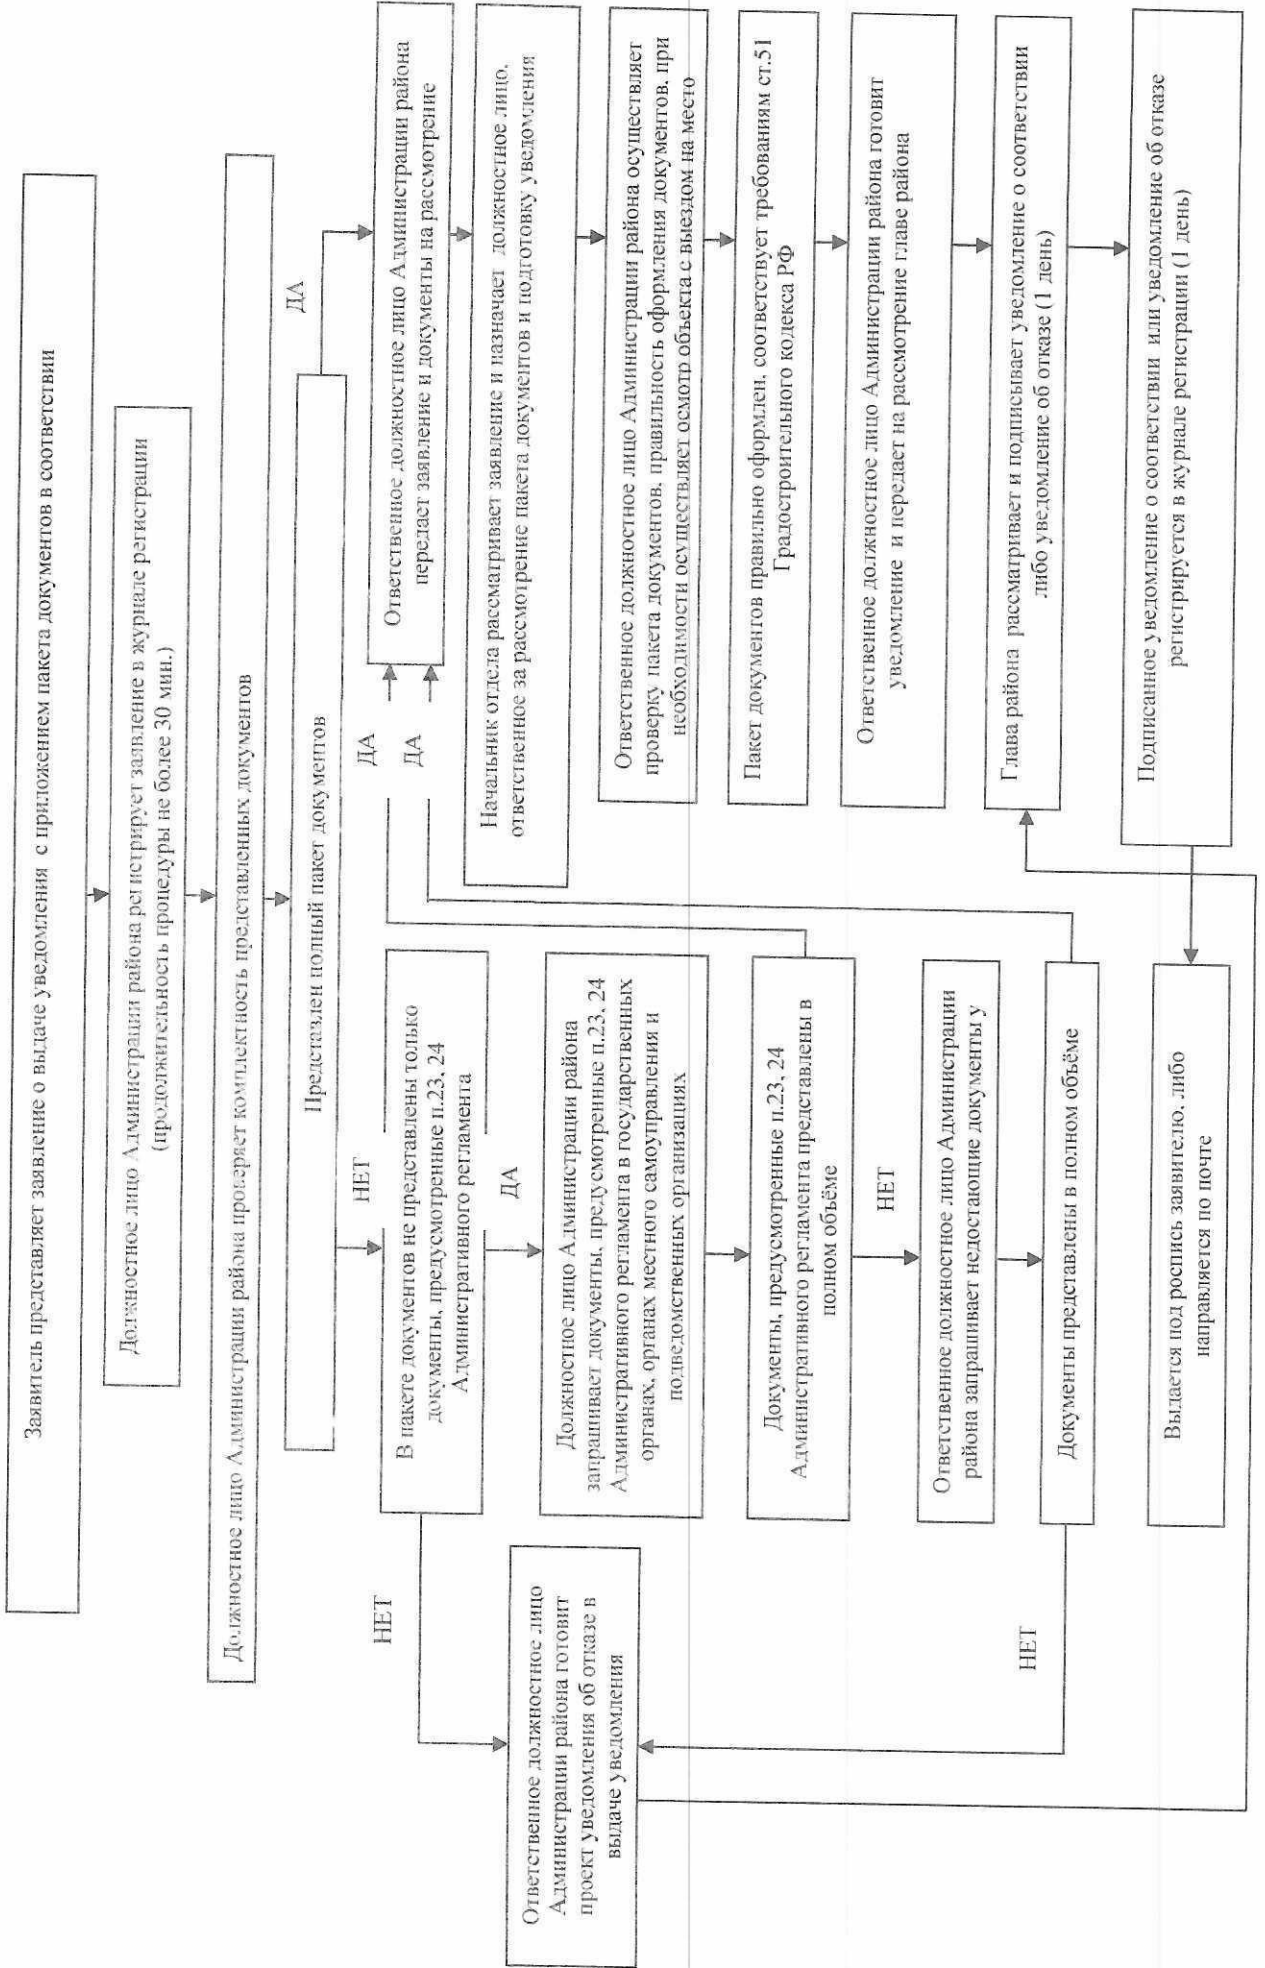 Заявитель представляет заявление о выдаче уведомления с приложением пакета документов в соответствии
Должностное лицо Администрации района регистрирует заявление в журнале регистрации
(продолжительность процедуры не более 30 мин.)
Должностное лицо Администрации района проверяет комплектность представленных документов
Представлен полный пакет документов
НЕТ
ДА
В пакете документов не представлены только
документы, предусмотренные п.23, 24
Административного регламента
НЕТ
ДА
Должностное лицо Администрации района
запрашивает документы, предусмотренные п.23, 24
Административного регламента в государственных
органах, органах местного самоуправления и
подведомственных организациях
Документы, предусмотренные п.23, 24
Административного регламента представлены в
полном объёме
ДА
НЕТ
Ответственное должностное лицо Администрации
района запрашивает недостающие документы у
Документы представлены в полном объёме
ДА
НЕТ
Ответственное должностное лицо
Администрации района готовит
проект уведомления об отказе в
выдаче уведомления
Ответственное должностное лицо Администрации района
передает заявление и документы на рассмотрение
Начальник отдела рассматривает заявление и назначает должностное лицо,
ответственное за рассмотрение пакета документов и подготовку уведомления
Ответственное должностное лицо Администрации района осуществляет
проверку пакета документов, правильность оформления документов, при
необходимости осуществляет осмотр объекта с выездом на место
Пакет документов правильно оформлен, соответствует требованиям ст.51
Градостроительного кодекса РФ
Ответственное должностное лицо Администрации района готовит
уведомление и передает на рассмотрение главе района
Глава района рассматривает и подписывает уведомление о соответствии
либо уведомление об отказе (1 день)
Подписанное уведомление о соответствии или уведомление об отказе
регистрируется в журнале регистрации (1 день)
Выдается под роспись заявителю, либо
направляется по почте